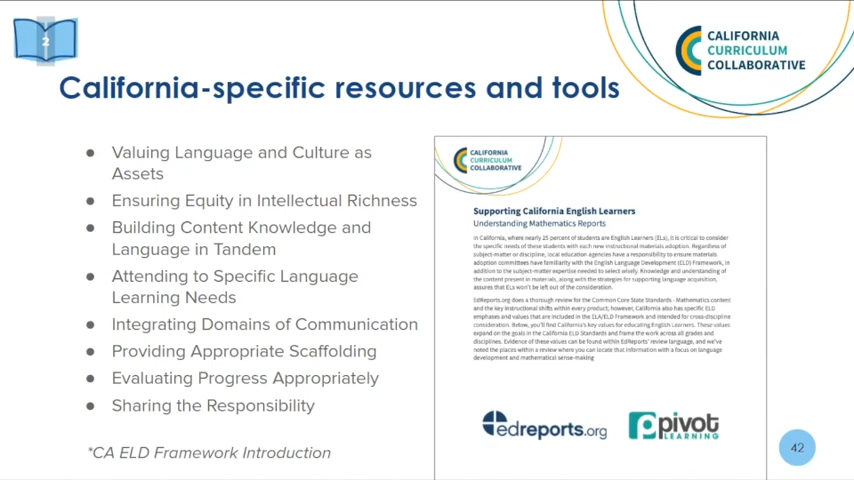 2
CALIFORNIA
CURRICULUM
COLLABORATIVE
California-specific resources and tools
● Valuing Language and Culture as
Assets
● Ensuring Equity in Intellectual Richness
● Building Content Knowledge and
Language in Tandem
● Attending to Specific Language
Learning Needs
● Integrating Domains of Communication
● Providing Appropriate Scaffolding
● Evaluating Progress Appropriately
● Sharing the Responsibility
*CA ELD Framework Introduction
CALIFORNIA
CURRICULUM
COLLABORATIVE
Supporting California English Learners
Understanding Mathematics Reports
In California, where nearly 25 percent of students are English Learners (ELs), it is critical to consider
the specific needs of those students with each new instructional materials adoption. Regardless of
subject-matter or discipline, local education agencies have a responsibility to ensure materials
adoption committees have familiarity with the English Language Development (ELD) Framework, in
addition to the subject-matter expertise needed to select wisely. Knowledge and understanding of
the content present in materials, along with the strategies for supporting language acquisition,
assures that ELs won't be left out of the consideration.
EdReports.org does a thorough review for the Common Core State Standards - Mathematics content
and the key instructional shifts within every product; however, California also has specific ELD
emphases and values that are included in the ELA/ELD Framework and intended for cross-discipline
consideration. Below, you'll find California's key values for educating English Learners. These values
expand on the goals in the California ELD Standards and frame the work across all grades and
disciplines. Evidence of these values can be found within EdReports' review language, and we've
noted the places within a review where you can locate that information with a focus on language
development and mathematical sense-making
edreports.org
pivot
LEARNING
42